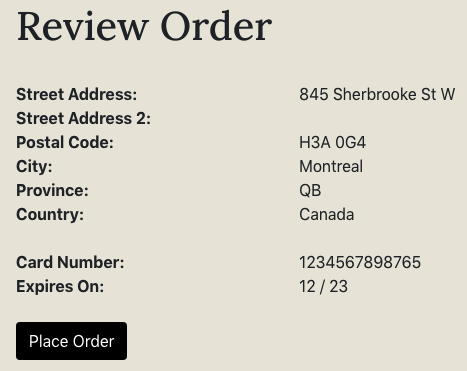 Review Order
Street Address: 845 Sherbrooke St W
Street Address 2:
Postal Code: H3A 0G4
City: Montreal
Province: QB
Country: Canada
Card Number: 1234567898765
Expires On: 12 / 23
Place Order